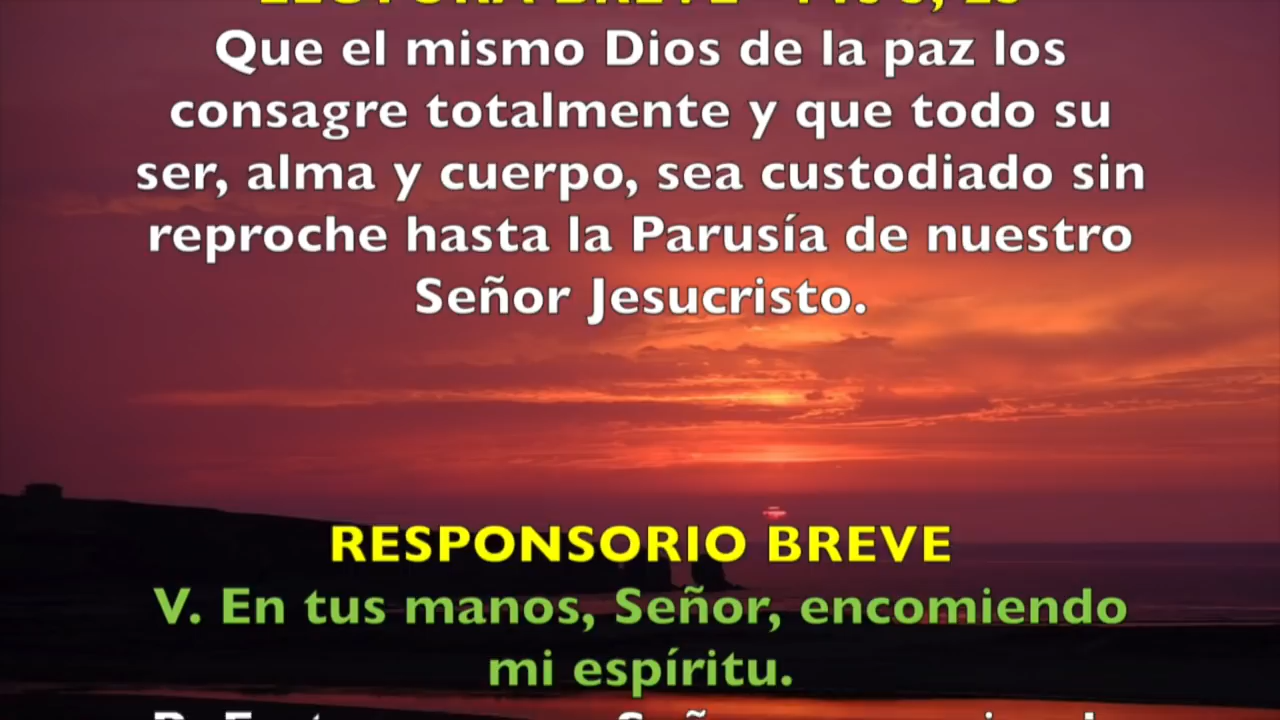 Que el mismo Dios de la paz los
consagre totalmente y que todo su
ser, alma y cuerpo, sea custodiado sin
reproche hasta la Parusía de nuestro
Señor Jesucristo.
RESPONSORIO BREVE
V. En tus manos, Señor, encomiendo
mi espíritu.